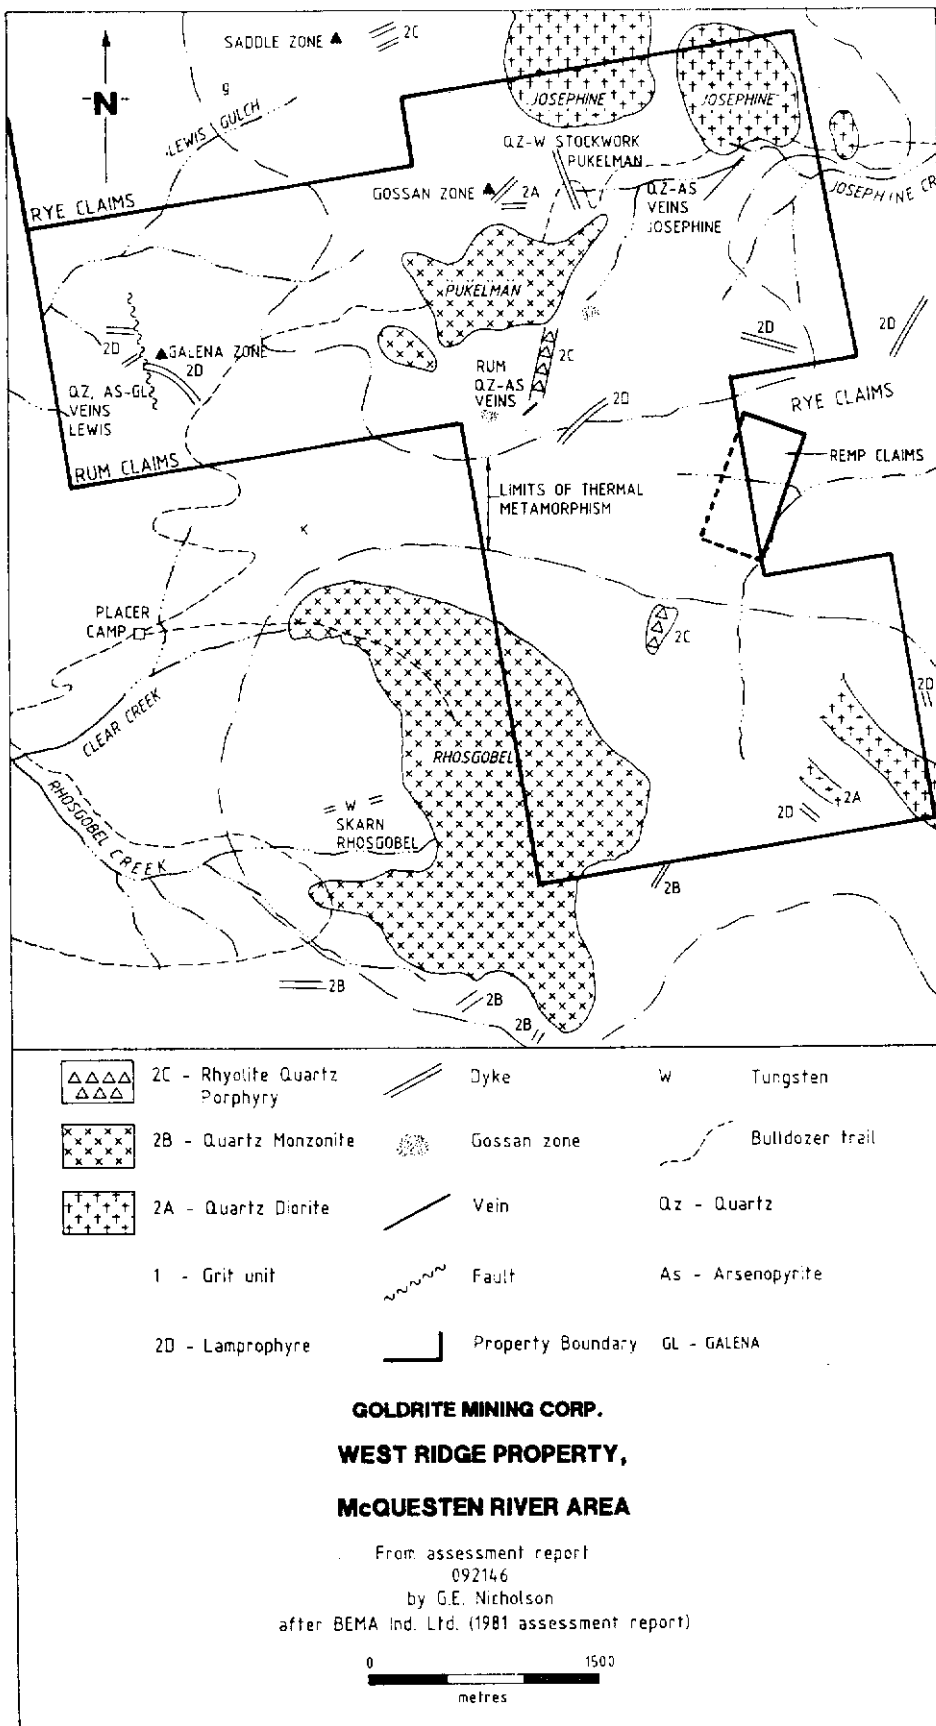 SADDLE ZONE
2C
N
g
LEWIS GULCH
JOSEPHINE
JOSEPHINE
QZ-W STOCKWORK
PUKELMAN
GOSSAN ZONE
2A
QZ-AS
VEINS
JOSEPHINE
JOSEPHINE CR
RYE CLAIMS
PUKELMAN
2D
GALENA ZONE
2D
QZ, AS-GL
VEINS
LEWIS
RUM
QZ-AS
VEINS
2C
2D
2D
2D
RYE CLAIMS
RUM CLAIMS
REMP CLAIMS
LIMITS OF THERMAL
METAMORPHISM
x
PLACER
CAMP
2C
CLEAR CREEK
2D
RHOSGOBEL
RHOSGOBEL CREEK
W
SKARN
RHOSGOBEL
2A
2D
2B
2B
2B
2B
2C - Rhyolite Quartz
Porphyry
Dyke
W Tungsten
2B - Quartz Monzonite
Gossan zone
Bulldozer trail
2A - Quartz Diorite
Vein
Qz - Quartz
1 - Grit unit
Fault
As - Arsenopyrite
2D - Lamprophyre
Property Boundary
GL - GALENA
GOLDRITE MINING CORP.
WEST RIDGE PROPERTY,
McQUESTEN RIVER AREA
From assessment report
092146
by G.E. Nicholson
after BEMA Ind. Ltd. (1981 assessment report)
0 1500
metres